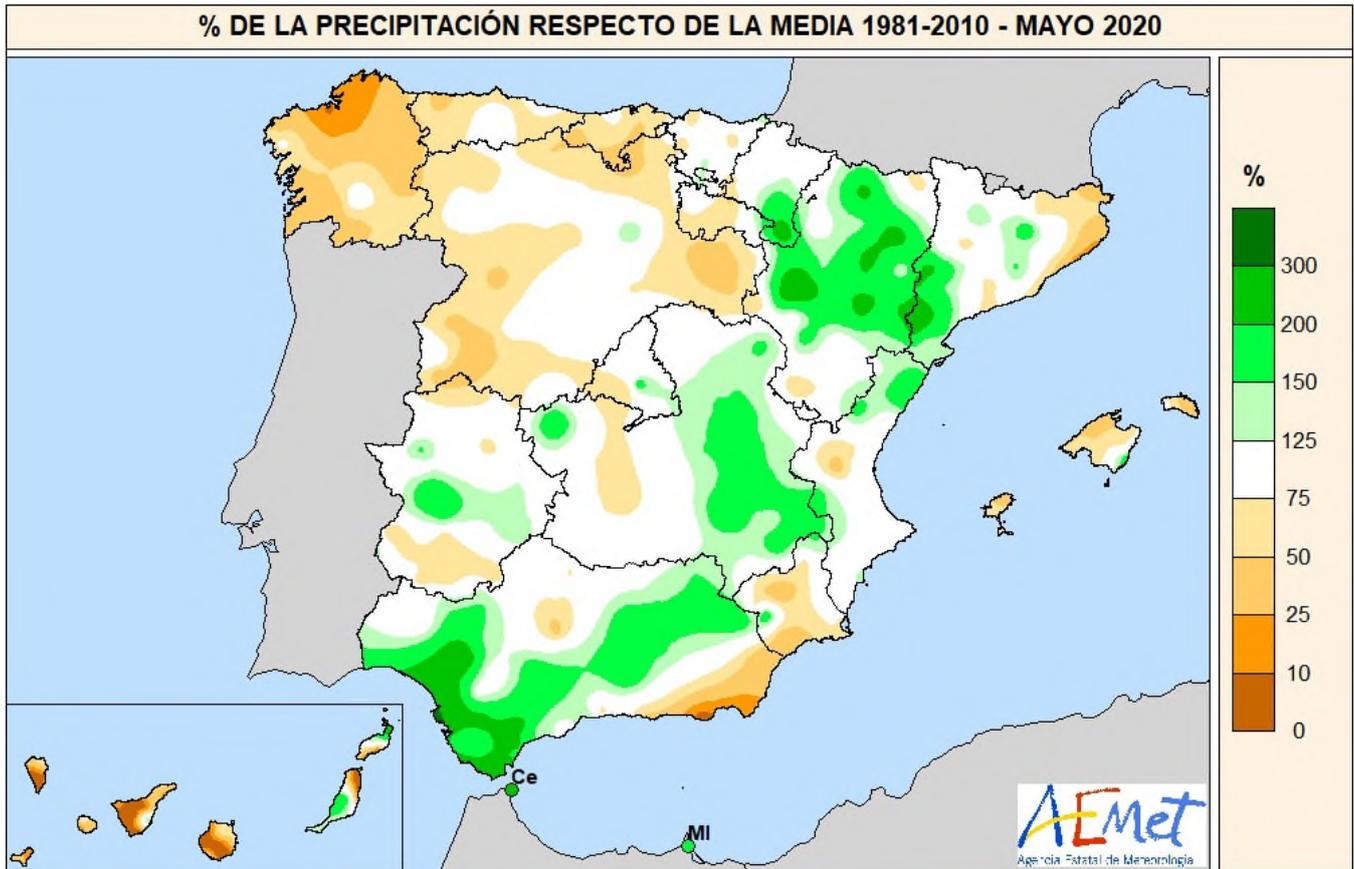 % DE LA PRECIPITACIÓN RESPECTO DE LA MEDIA 1981-2010 - MAYO 2020
%
300
200
150
125
75
50
25
10
0
Ce
Ml
AEMet
Agencia Estatal de Meteorología